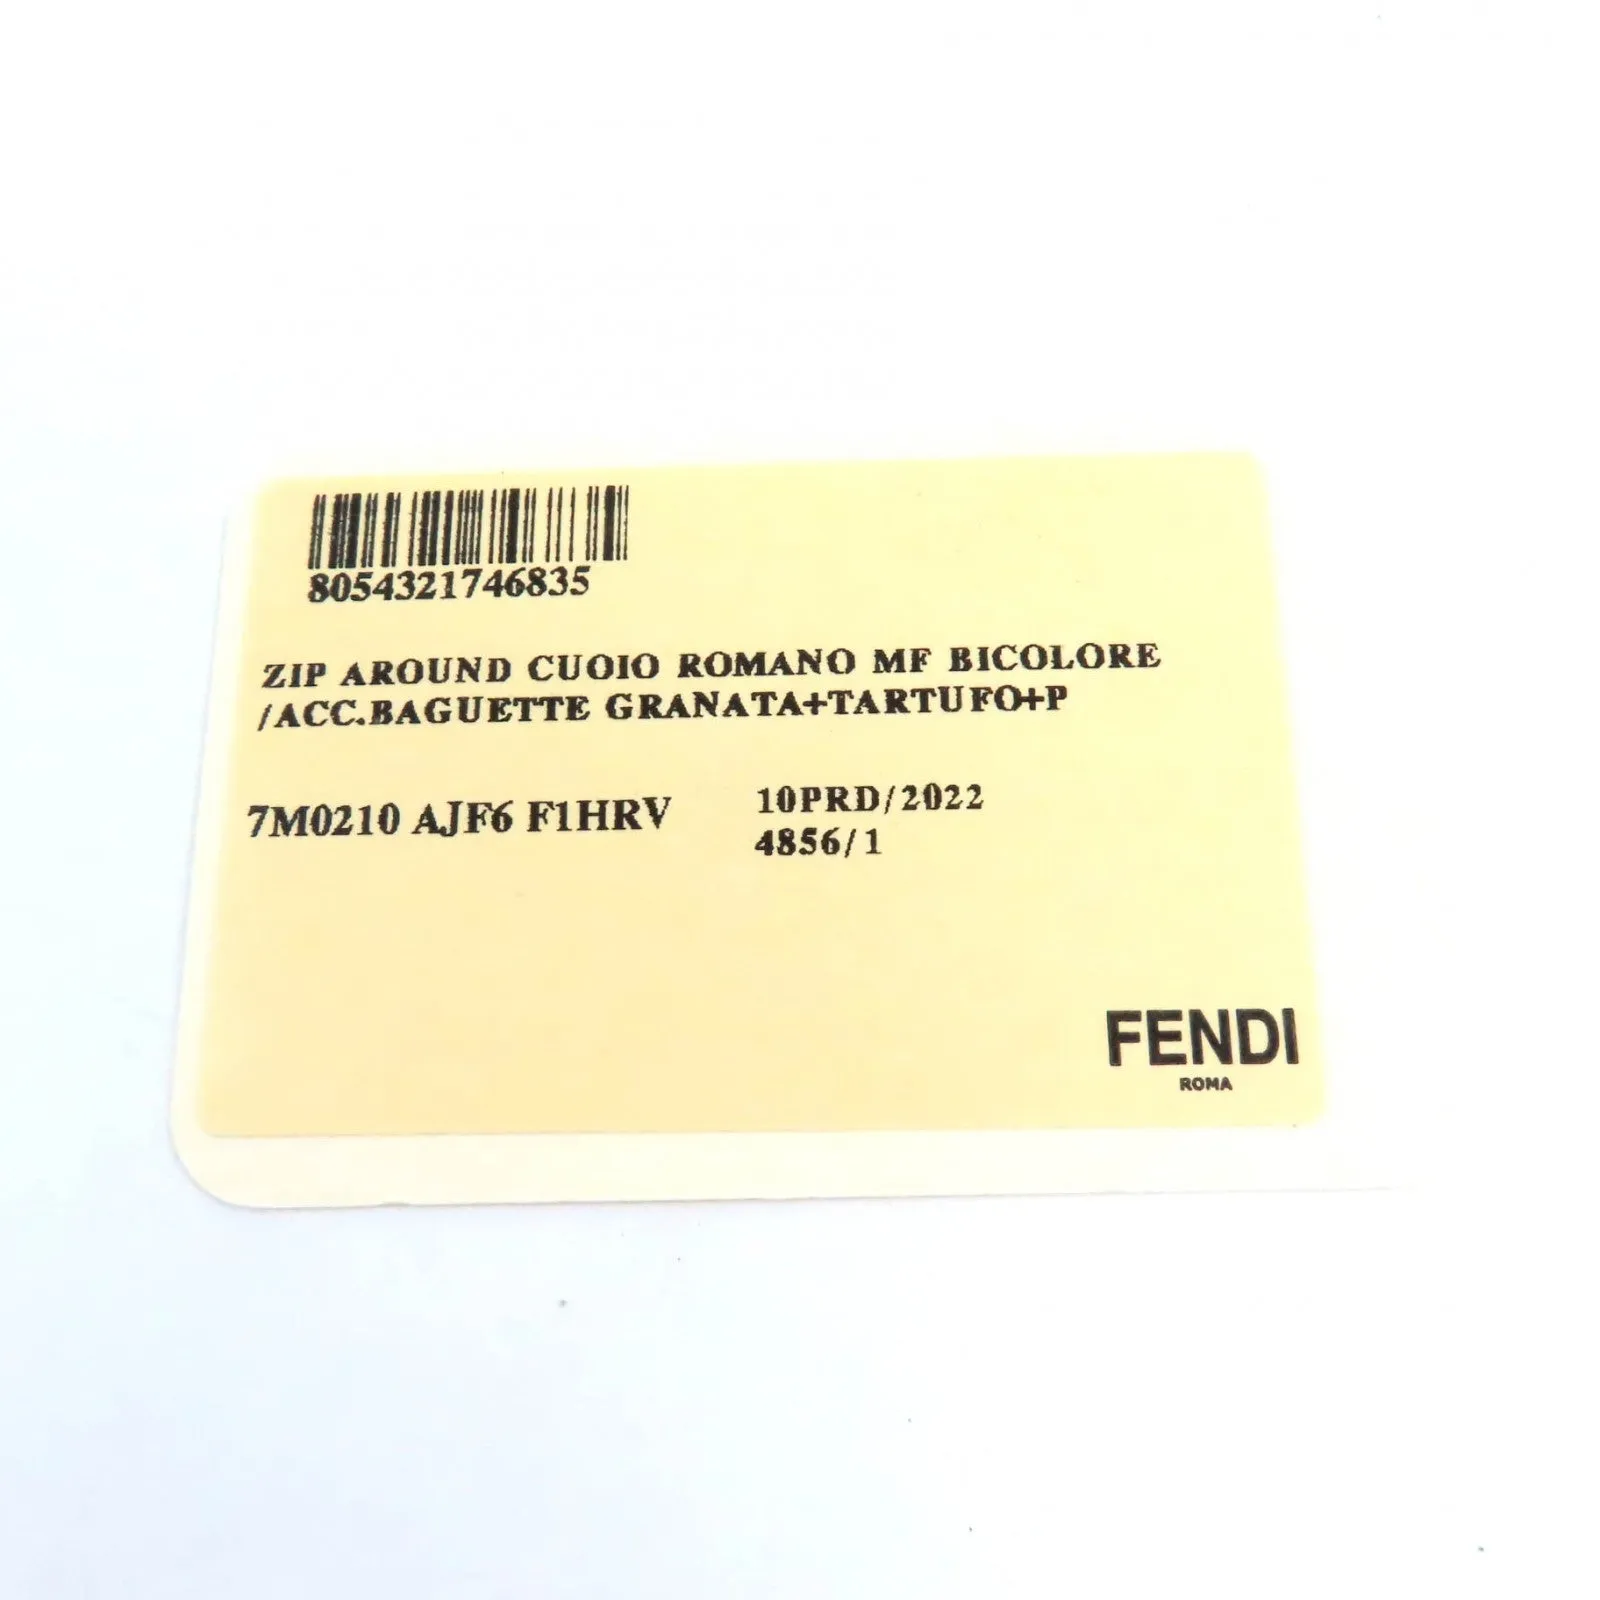 8054321746835
ZIP AROUND CUOIO ROMANO MF BICOLORE
/ACC.BAGUETTE GRANATA+TARTUFO+P
7M0210 AJF6 F1HRV
10PRD/2022
4856/1
FENDI
ROMA